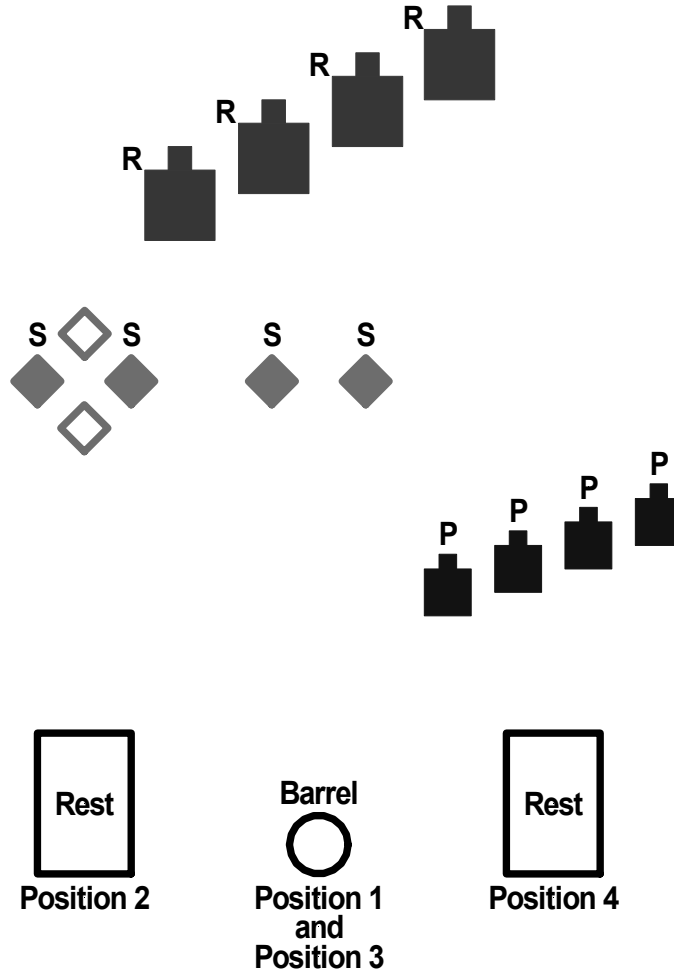 R
R
R
R
S
S
S
S
P
P
P
P
Rest
Barrel
Rest
Position 2
Position 1
and
Position 3
Position 4